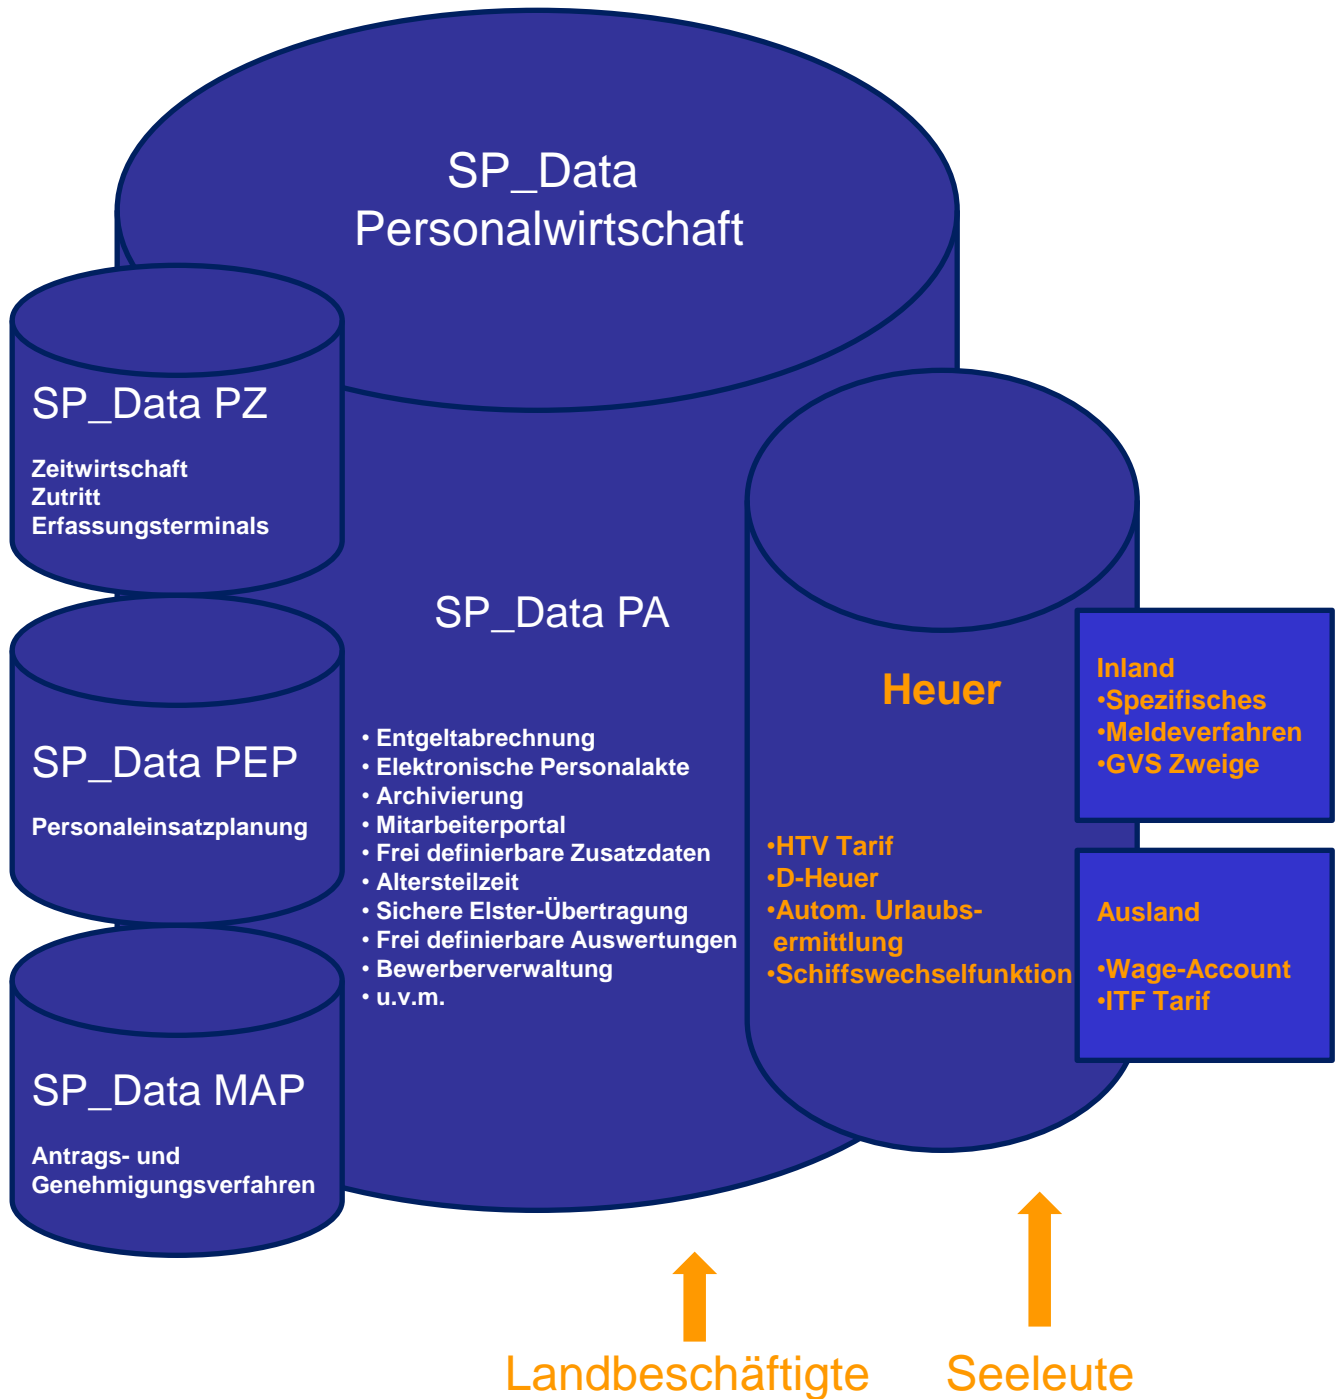 SP_Data
Personalwirtschaft
SP_Data PZ
Zeitwirtschaft
Zutritt
Erfassungsterminals
SP_Data PEP
Personaleinsatzplanung
SP_Data MAP
Antrags- und
Genehmigungsverfahren
SP_Data PA
• Entgeltabrechnung
• Elektronische Personalakte
• Archivierung
• Mitarbeiterportal
• Frei definierbare Zusatzdaten
• Altersteilzeit
• Sichere Elster-Übertragung
• Frei definierbare Auswertungen
• Bewerberverwaltung
• u.v.m.
Heuer
•HTV Tarif
•D-Heuer
•Autom. Urlaubs-
ermittlung
•Schiffswechselfunktion
Inland
•Spezifisches
•Meldeverfahren
•GVS Zweige
Ausland
•Wage-Account
•ITF Tarif
Landbeschäftigte
Seeleute